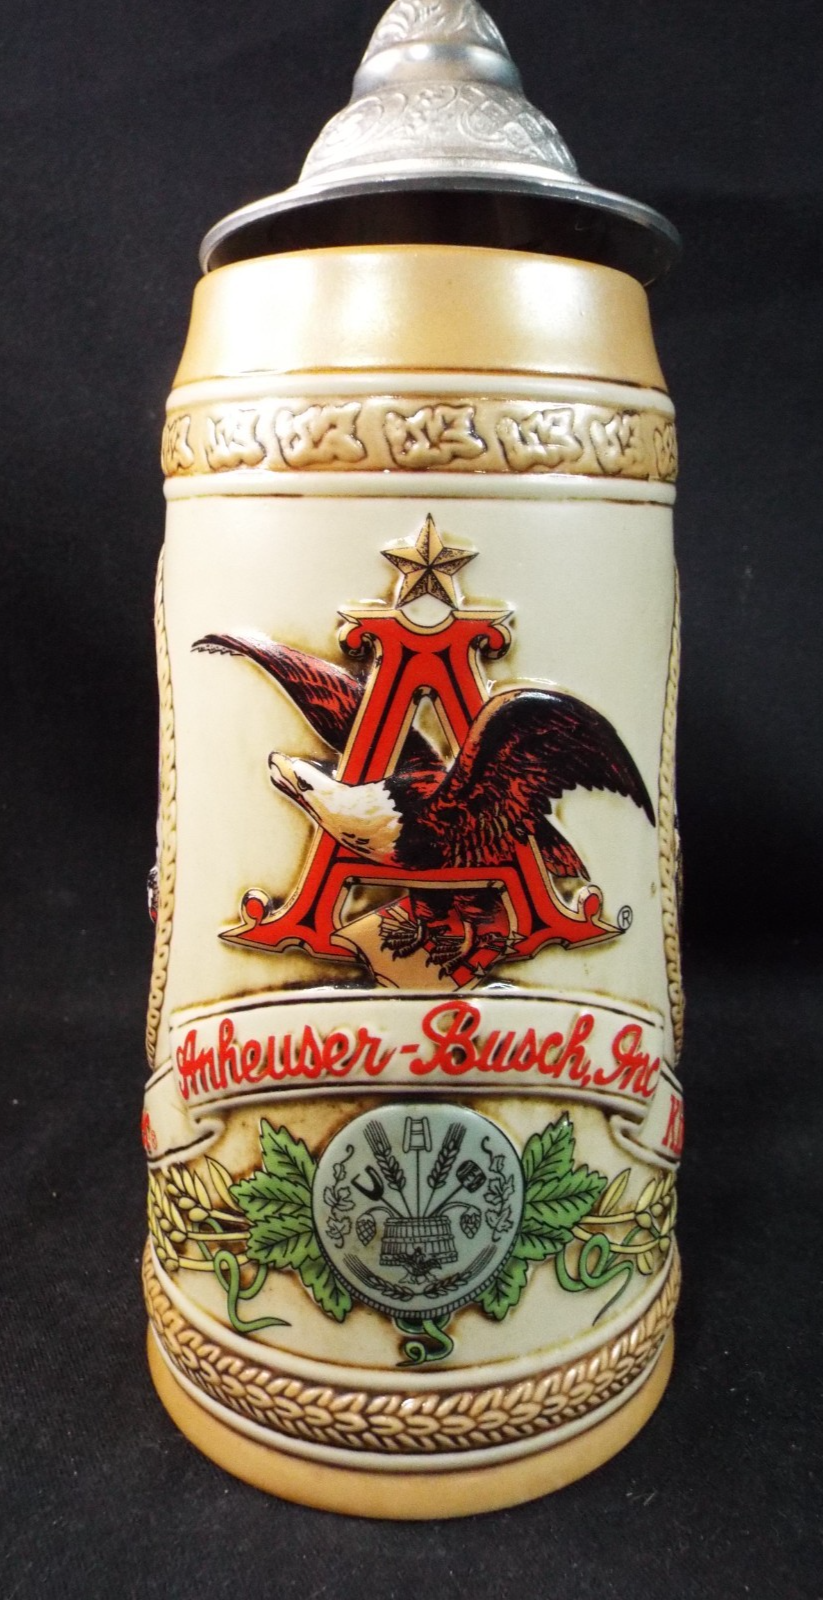 A
®
Anheuser-Busch, Inc
K